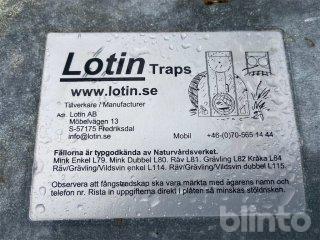 Lotin Traps
www.lotin.se
Tillverkare / Manufacturer
Adr. Lotin AB
Möbelvägen 13
S-57175 Fredriksdal
info@lotin.se
Mobil +46-(0)70-565 14 44
Fällorna är typgodkända av Naturvårdsverket.
Mink Enkel L79. Mink Dubbel L80. Räv L81. Grävling L82 Kråka L84
Räv/Grävling/Vildsvin enkel L114. Räv/Grävling/Vildsvin dubbel L115.
Observera att fångstredskap ska vara märkta med ägarens namn och
telefon nr. Rista in uppgifterna direkt i plåten så minskas stöldrisken.
blinto